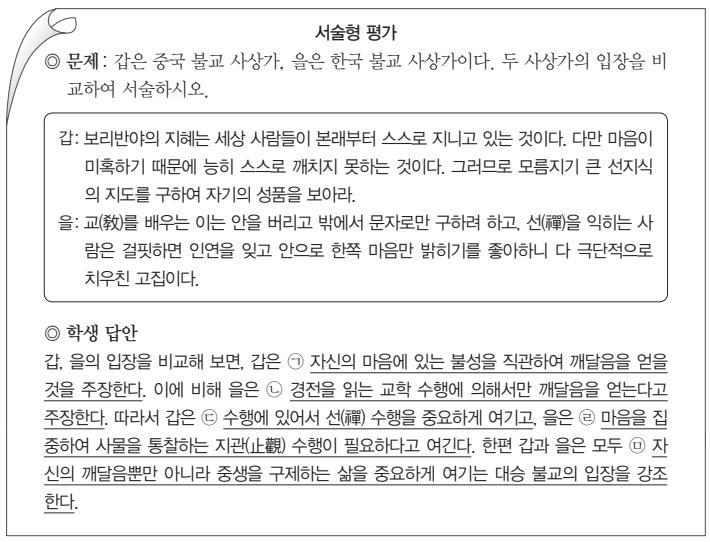 서술형 평가
◎ 문제: 갑은 중국 불교 사상가, 을은 한국 불교 사상가이다. 두 사상가의 입장을 비
교하여 서술하시오.
갑: 보리반야의 지혜는 세상 사람들이 본래부터 스스로 지니고 있는 것이다. 다만 마음이
미혹하기 때문에 능히 스스로 깨치지 못하는 것이다. 그러므로 모름지기 큰 선지식
의 지도를 구하여 자기의 성품을 보아라.
을: 교(敎)를 배우는 이는 안을 버리고 밖에서 문자로만 구하려 하고, 선(禪)을 익히는 사
람은 걸핏하면 인연을 잊고 안으로 한쪽 마음만 밝히기를 좋아하니 다 극단적으로
치우친 고집이다.
◎ 학생 답안
갑, 을의 입장을 비교해 보면, 갑은 ㉠ 자신의 마음에 있는 불성을 직관하여 깨달음을 얻을
것을 주장한다. 이에 비해 을은 ㉡ 경전을 읽는 교학 수행에 의해서만 깨달음을 얻는다고
주장한다. 따라서 갑은 ㉢ 수행에 있어서 선(禪) 수행을 중요하게 여기고, 을은 ㉣ 마음을 집
중하여 사물을 통찰하는 지관(止觀) 수행이 필요하다고 여긴다. 한편 갑과 을은 모두 ㉤ 자
신의 깨달음뿐만 아니라 중생을 구제하는 삶을 중요하게 여기는 대승 불교의 입장을 강조
한다.